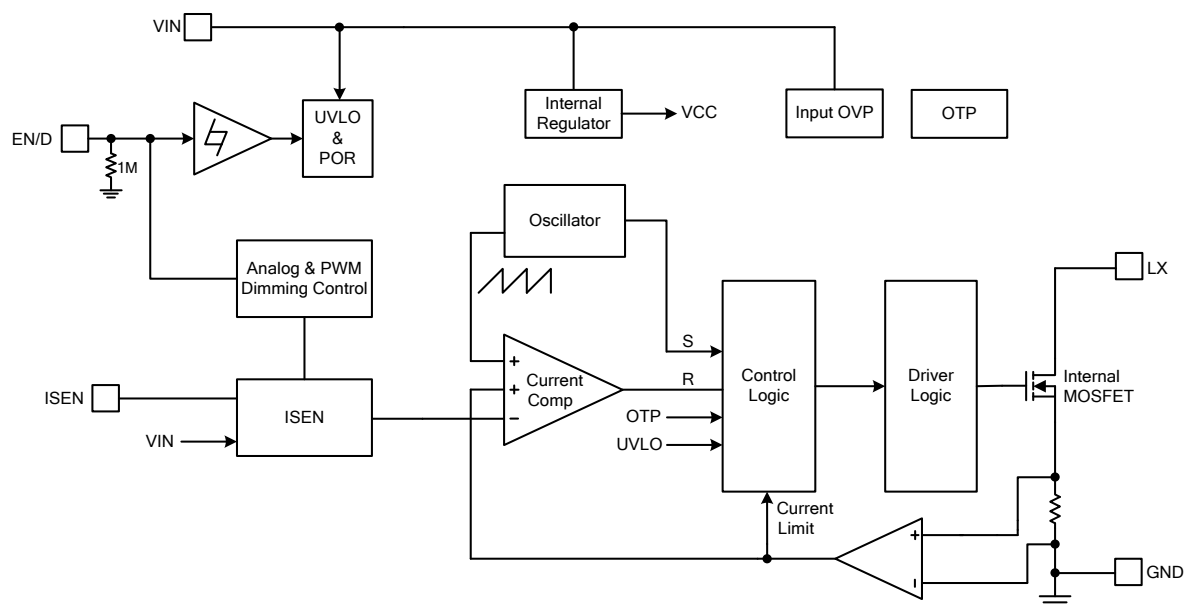 VIN
EN/D
1M
UVLO
&
POR
Internal
Regulator
VCC
Input OVP
OTP
Oscillator
Analog & PWM
Dimming Control
LX
S
R
+
+
−
Current
Comp
Control
Logic
Driver
Logic
Internal
MOSFET
ISEN
ISEN
VIN
OTP
UVLO
Current
Limit
+
−
GND